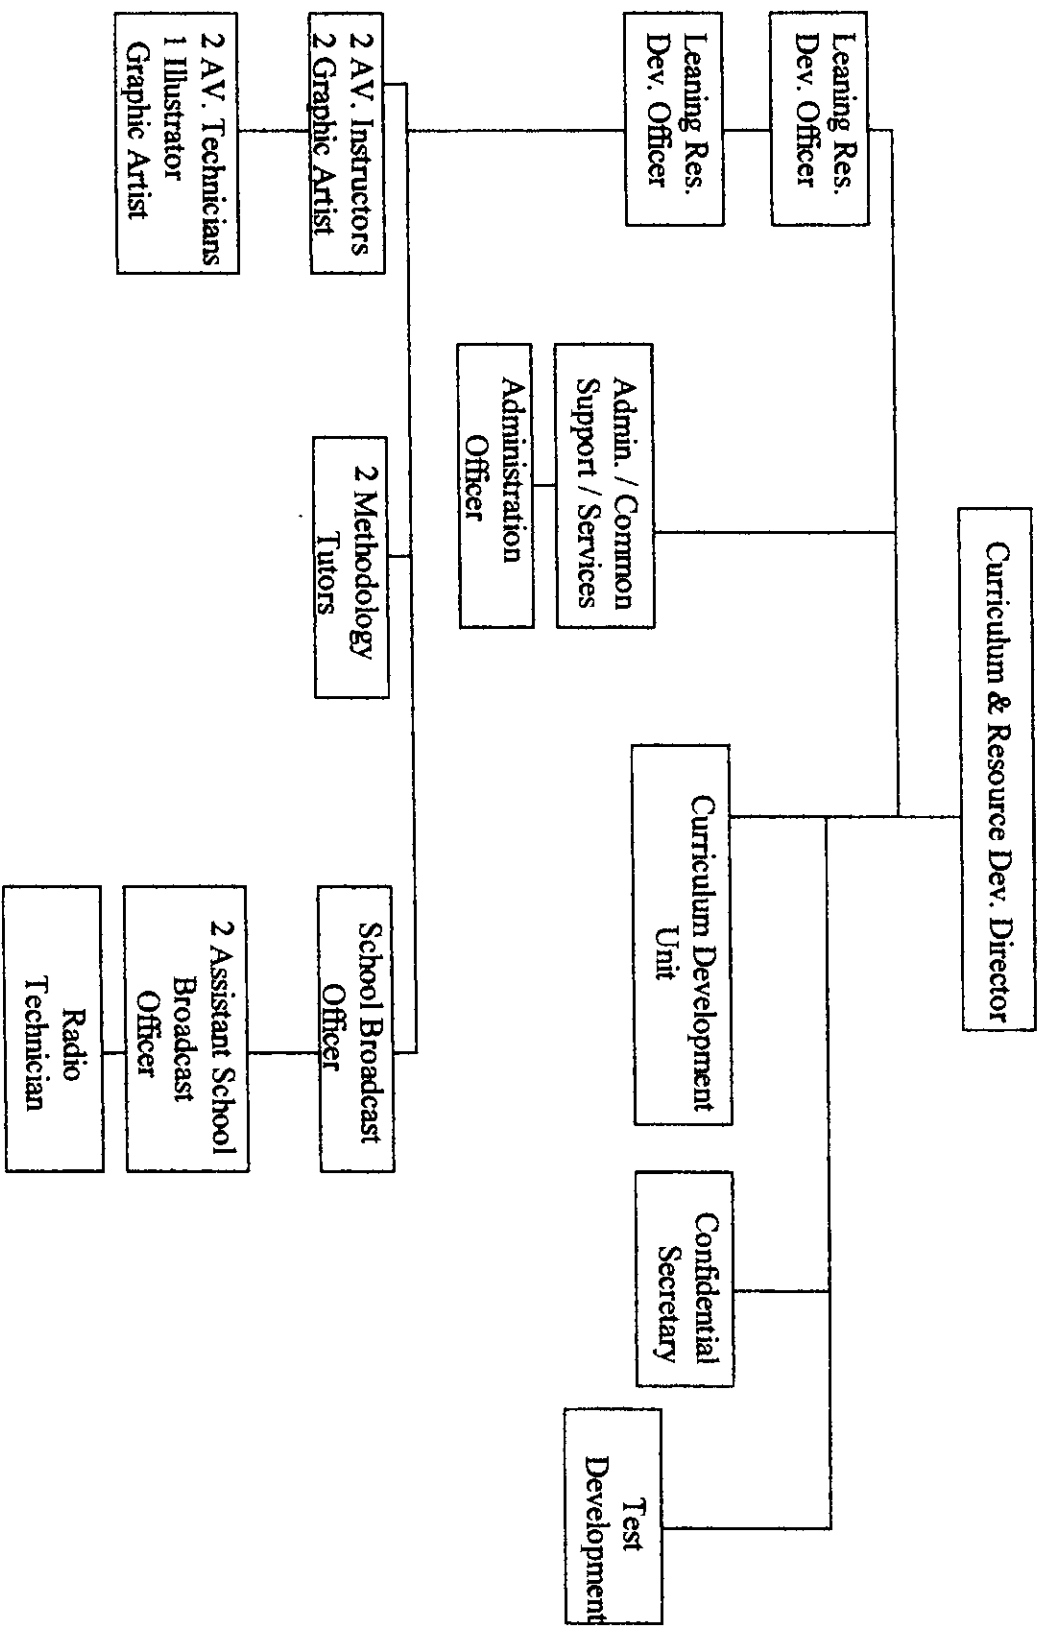 Curriculum & Resource Dev. Director
Leaning Res.
Dev. Officer
Leaning Res.
Dev. Officer
Admin. / Common
Support / Services
Administration
Officer
Curriculum Development
Unit
Confidential
Secretary
Test
Development
2 AV. Instructors
2 Graphic Artist
2 AV. Technicians
1 Illustrator
Graphic Artist
2 Methodology
Tutors
School Broadcast
Officer
2 Assistant School
Broadcast
Officer
Radio
Technician